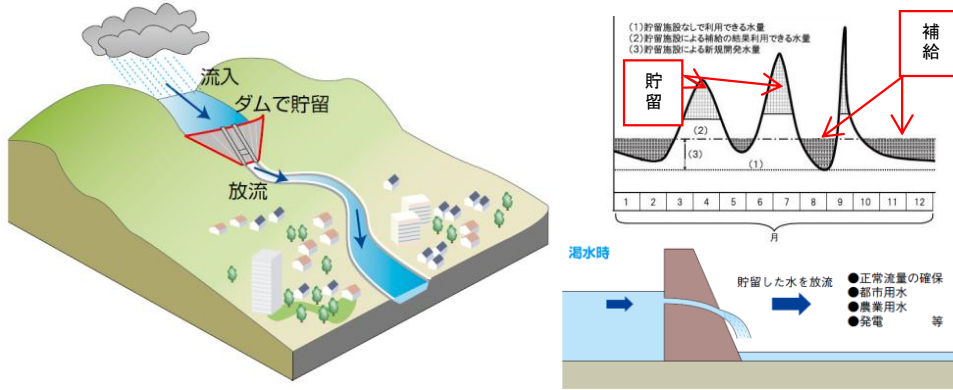 流入
ダムで貯留
放流
(1)貯留施設なしで利用できる水量
(2)貯留施設による補給の結果利用できる水量
(3)貯留施設による新規開発水量
貯留
補給
(2)
(3)
(1)
1 2 3 4 5 6 7 8 9 10 11 12
月
渇水時
貯留した水を放流
●正常流量の確保
●都市用水
●農業用水
●発電 等